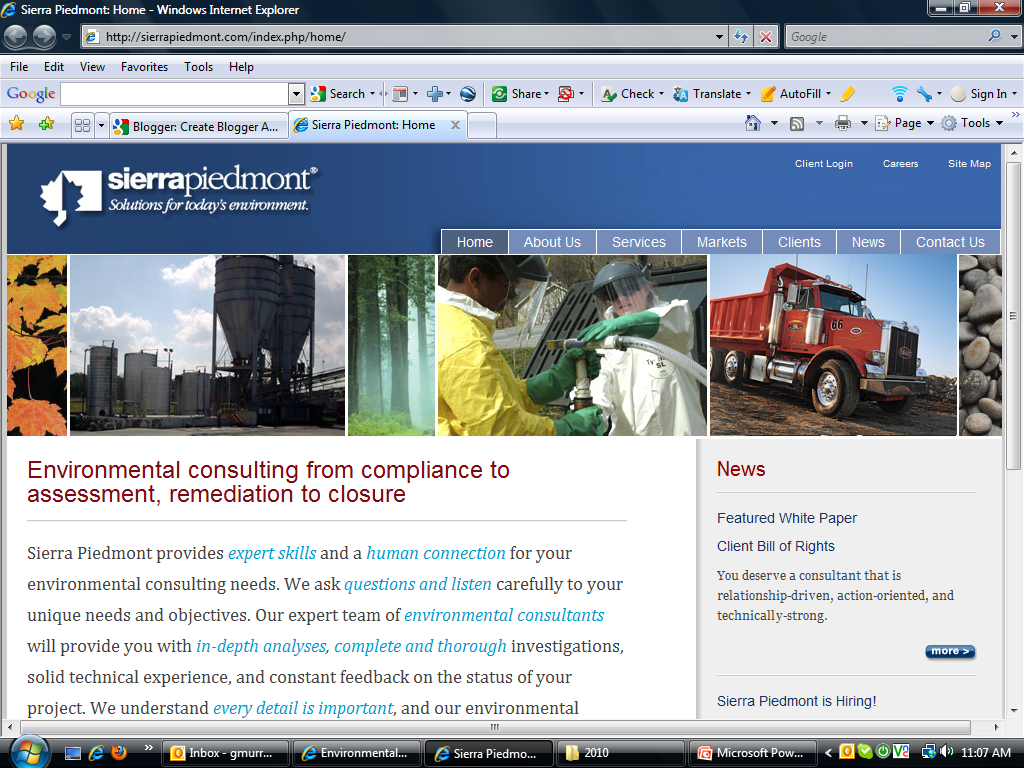 Sierra Piedmont: Home - Windows Internet Explorer
http://sierrapiedmont.com/index.php/home/
Google
File Edit View Favorites Tools Help
Google Search Share Check Translate AutoFill Sign In
Blogger: Create Blogger A... Sierra Piedmont: Home Page Tools
Client Login Careers Site Map
sierrapiedmont®
Solutions for today's environment.
Home About Us Services Markets Clients News Contact Us
66
Environmental consulting from compliance to
assessment, remediation to closure
Sierra Piedmont provides expert skills and a human connection for your
environmental consulting needs. We ask questions and listen carefully to your
unique needs and objectives. Our expert team of environmental consultants
will provide you with in-depth analyses, complete and thorough investigations,
solid technical experience, and constant feedback on the status of your
project. We understand every detail is important, and our environmental
News
Featured White Paper
Client Bill of Rights
You deserve a consultant that is
relationship-driven, action-oriented, and
technically-strong.
more >
Sierra Piedmont is Hiring!
Inbox - gmurr... Environmental... Sierra Piedmo... 2010 Microsoft Pow... 11:07 AM